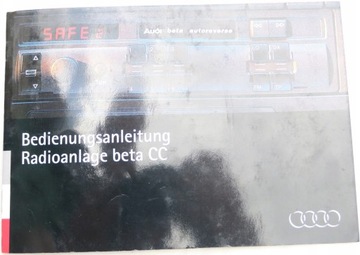 SAFE
Audi beta autoreverse
Bedienungsanleitung
Radioanlage beta CC